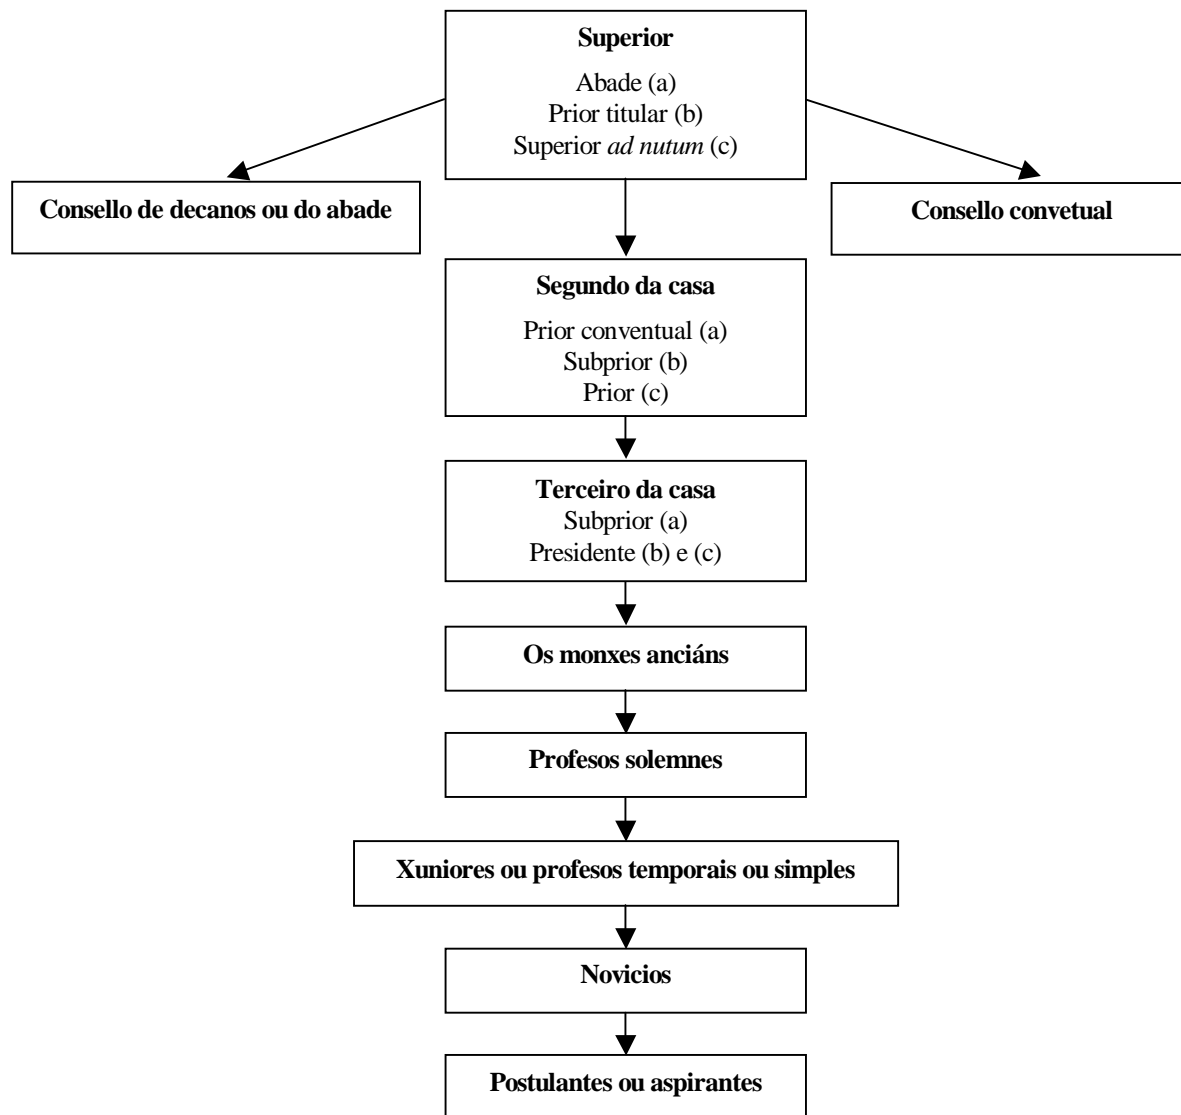 Superior
Abade (a)
Prior titular (b)
Superior ad nutum (c)
Consello de decanos ou do abade
Consello convetual
Segundo da casa
Prior conventual (a)
Subprior (b)
Prior (c)
Terceiro da casa
Subprior (a)
Presidente (b) e (c)
Os monxes anciáns
Profesos solemnes
Xuniores ou profesos temporais ou simples
Novicios
Postulantes ou aspirantes